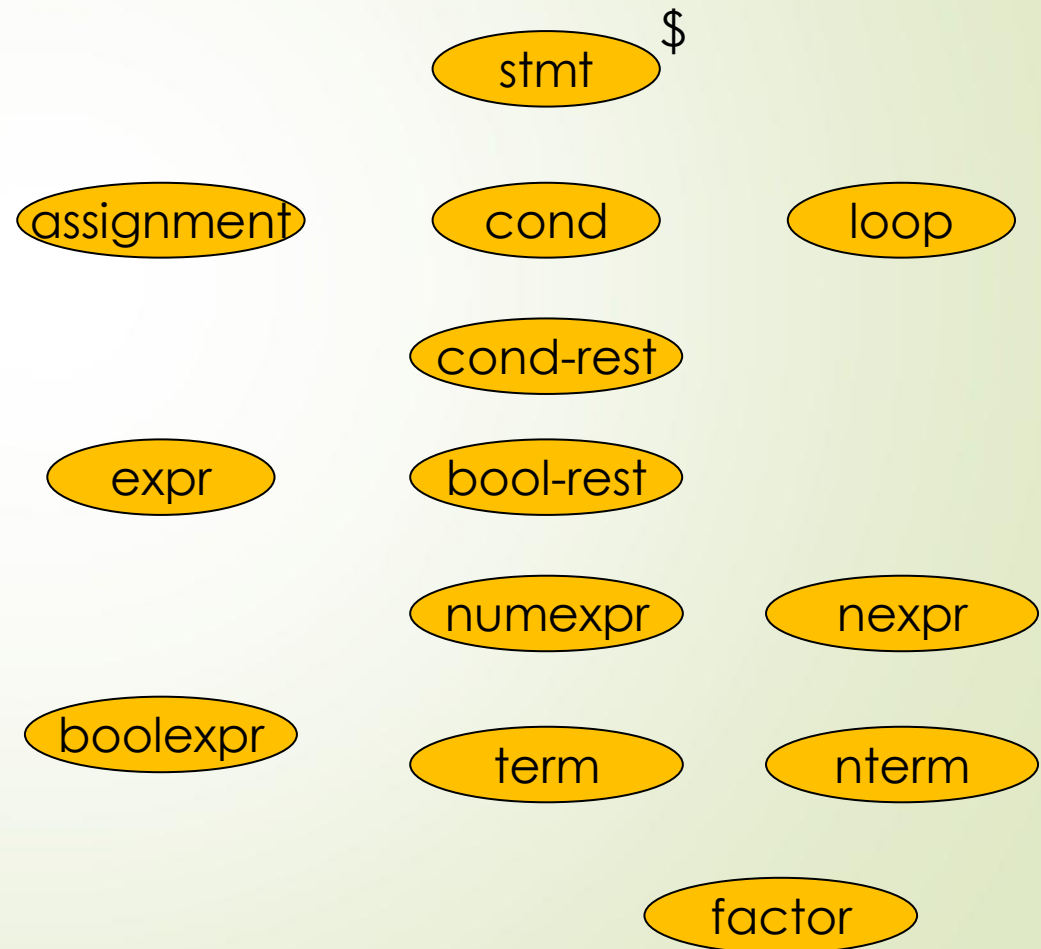 $
stmt
assignment
cond
loop
cond-rest
expr
bool-rest
numexpr
nexpr
boolexpr
term
nterm
factor